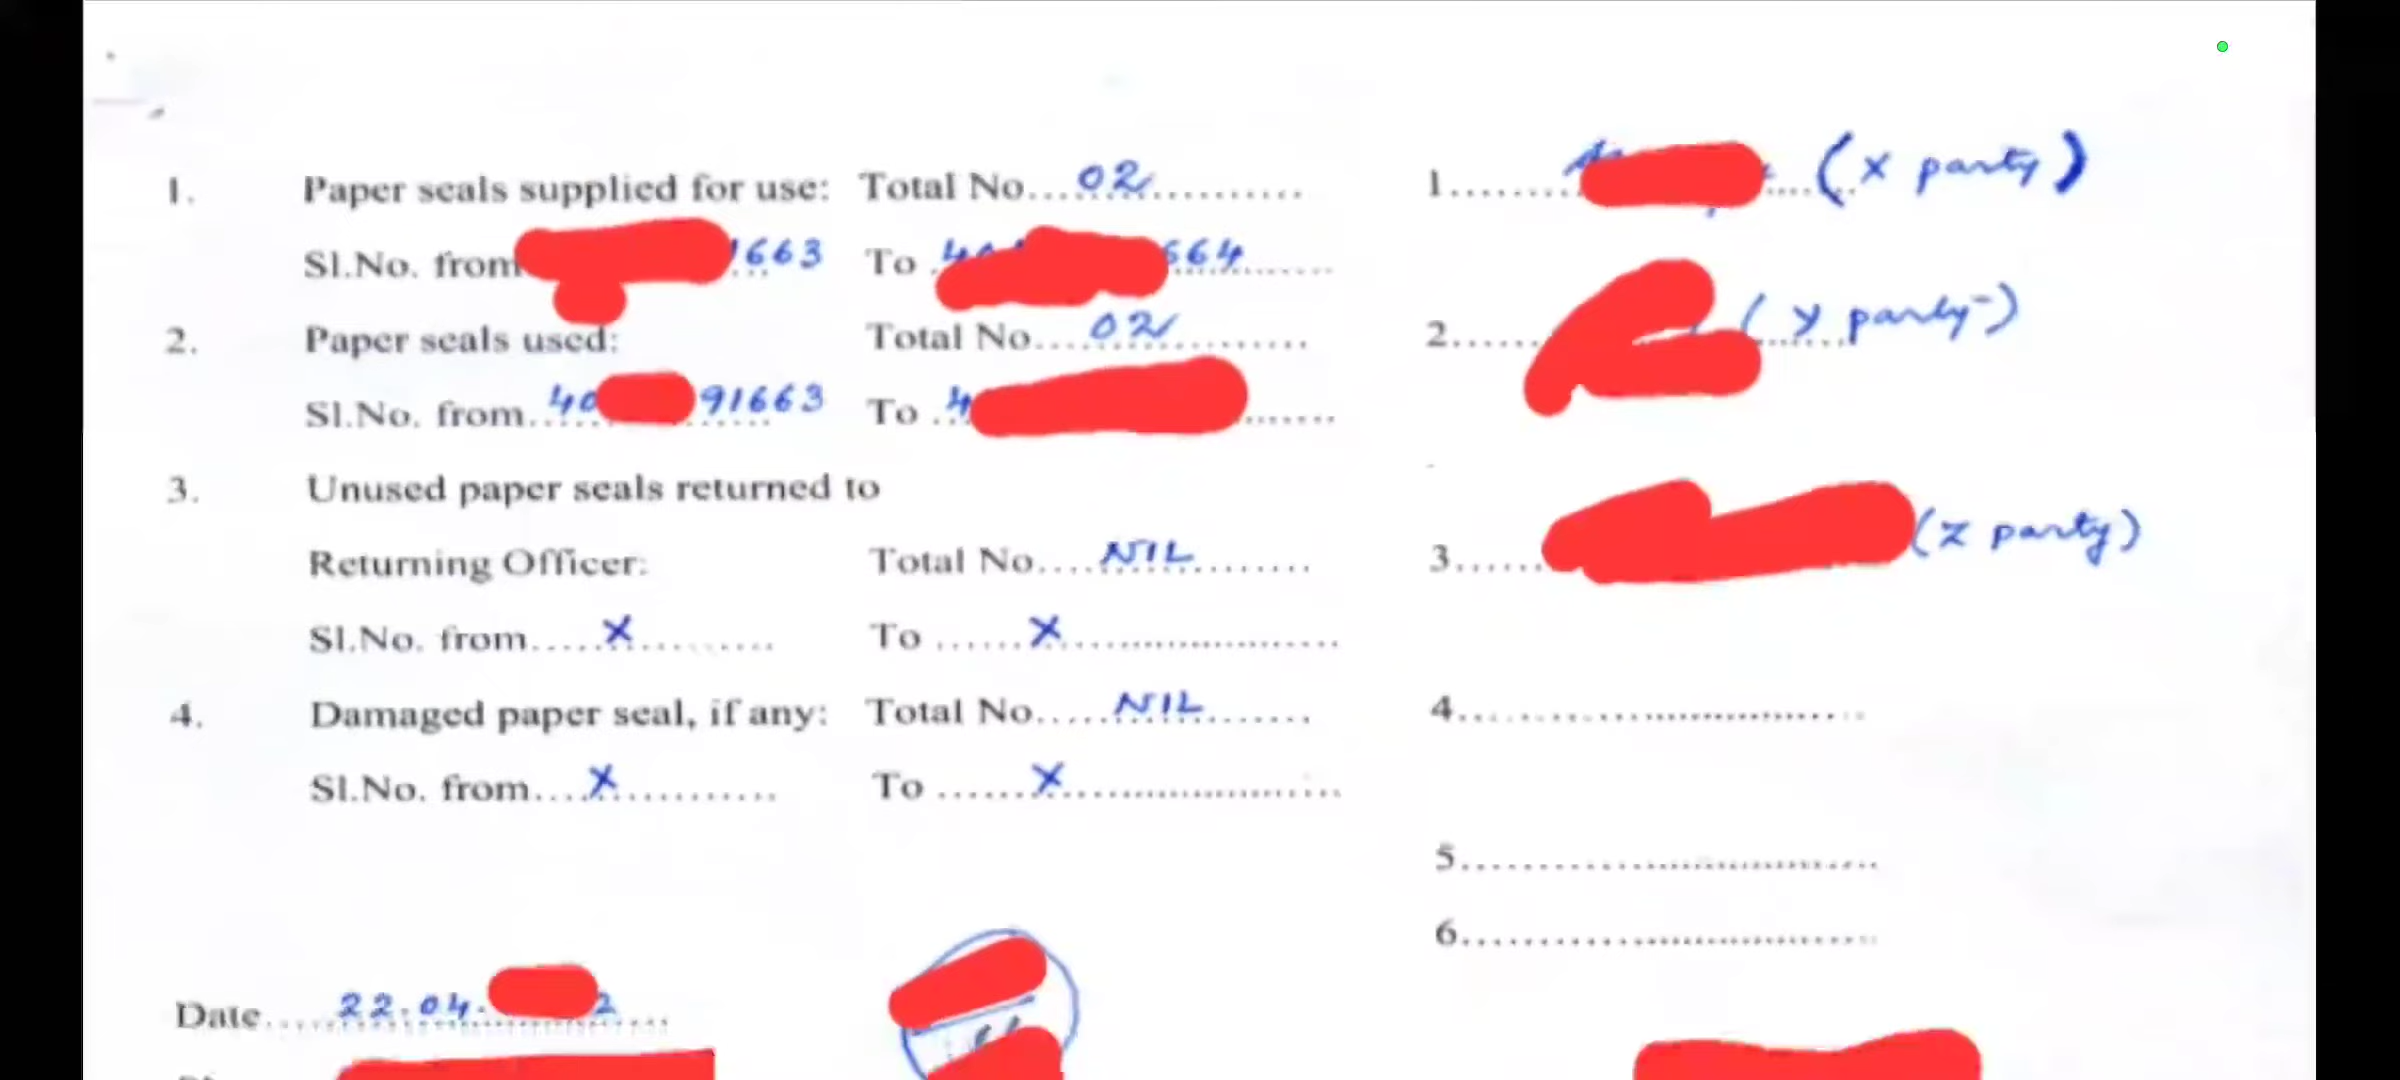 1. Paper seals supplied for use: Total No...02..........
Sl.No. from 1663 To .40 664........
2. Paper seals used: Total No....02............
Sl.No. from..40 91663 To ..4 .......
3. Unused paper seals returned to
Returning Officer: Total No....NIL........
Sl.No. from....X......... To ......X....................
4. Damaged paper seal, if any: Total No.....NIL.......
Sl.No. from....X........... To ......X....................
Date....22.04. 2....
1........ .... (X party)
2...... ...... (Y party)
3...... (Z party)
4..............................
5..............................
6..............................